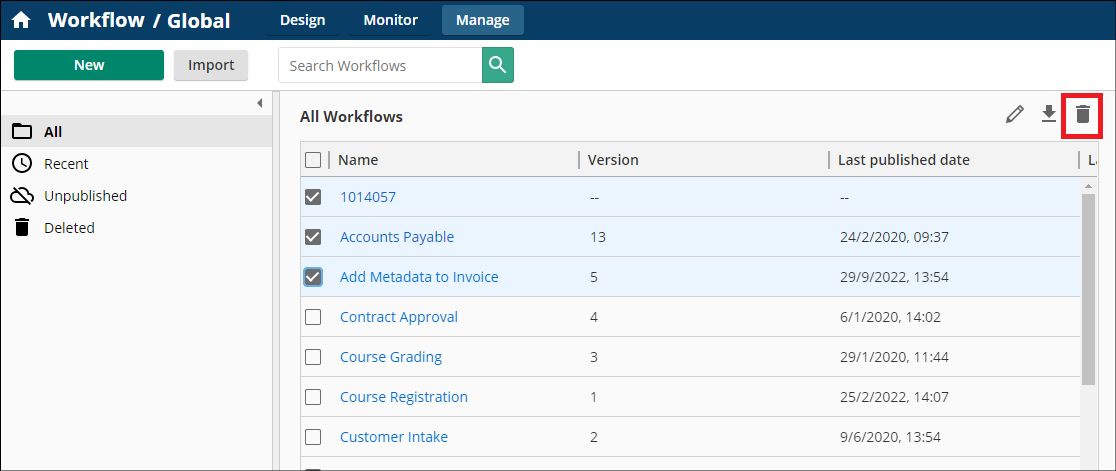 Workflow / Global Design Monitor Manage
New Import Search Workflows
All
Recent
Unpublished
Deleted
All Workflows
Name Version Last published date
1014057 -- --
Accounts Payable 13 24/2/2020, 09:37
Add Metadata to Invoice 5 29/9/2022, 13:54
Contract Approval 4 6/1/2020, 14:02
Course Grading 3 29/1/2020, 11:44
Course Registration 1 25/2/2022, 14:07
Customer Intake 2 9/6/2020, 13:54